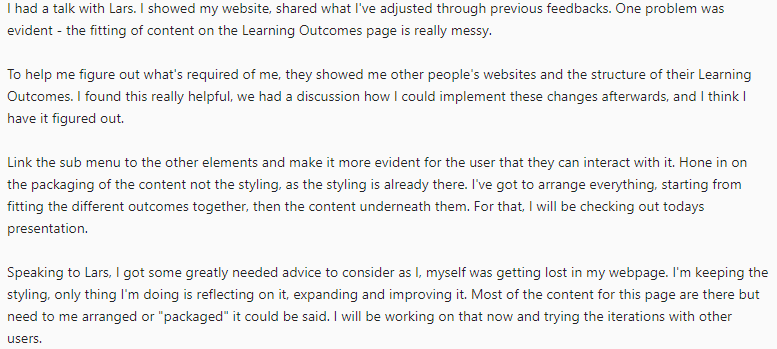 I had a talk with Lars. I showed my website, shared what I've adjusted through previous feedbacks. One problem was
evident - the fitting of content on the Learning Outcomes page is really messy.
To help me figure out what's required of me, they showed me other people's websites and the structure of their Learning
Outcomes. I found this really helpful, we had a discussion how I could implement these changes afterwards, and I think I
have it figured out.
Link the sub menu to the other elements and make it more evident for the user that they can interact with it. Hone in on
the packaging of the content not the styling, as the styling is already there. I've got to arrange everything, starting from
fitting the different outcomes together, then the content underneath them. For that, I will be checking out todays
presentation.
Speaking to Lars, I got some greatly needed advice to consider as I, myself was getting lost in my webpage. I'm keeping the
styling, only thing I'm doing is reflecting on it, expanding and improving it. Most of the content for this page are there but
need to me arranged or "packaged" it could be said. I will be working on that now and trying the iterations with other
users.